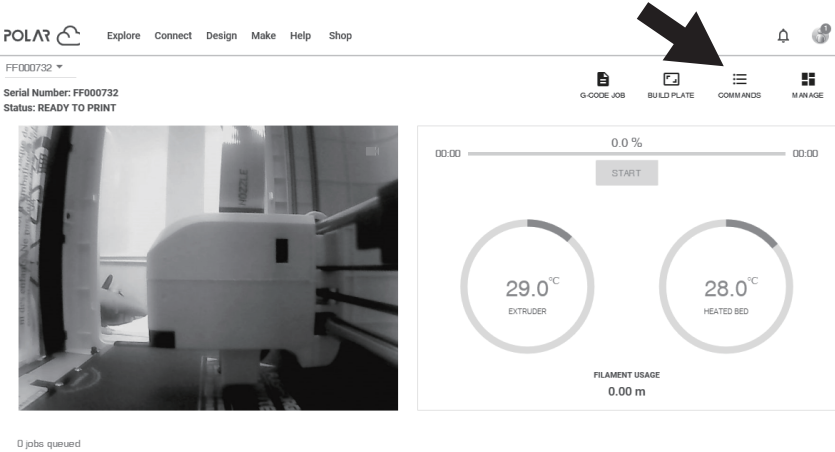 POLAR
Explore Connect Design Make Help Shop
1
FF000732
Serial Number: FF000732
Status: READY TO PRINT
G-CODE JOB BUILD PLATE COMMANDS MANAGE
NOZZLE
0.0 %
00:00 00:00
START
29.0 °C 28.0 °C
EXTRUDER HEATED BED
FILAMENT USAGE
0.00 m
0 jobs queued